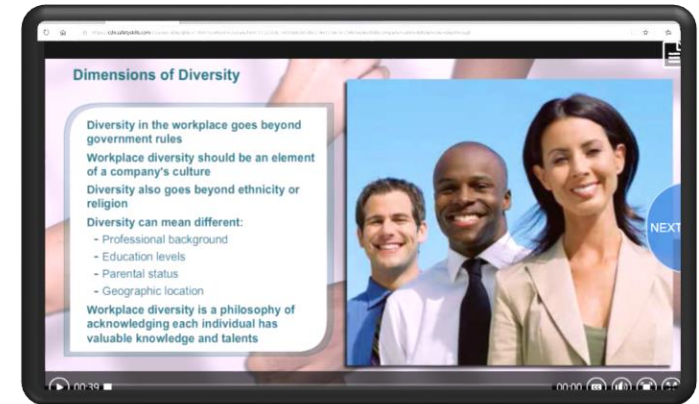 Dimensions of Diversity
Diversity in the workplace goes beyond
government rules
Workplace diversity should be an element
of a company's culture
Diversity also goes beyond ethnicity or
religion
Diversity can mean different:
- Professional background
- Education levels
- Parental status
- Geographic location
Workplace diversity is a philosophy of
acknowledging each individual has
valuable knowledge and talents
NEXT
00:39
00:00